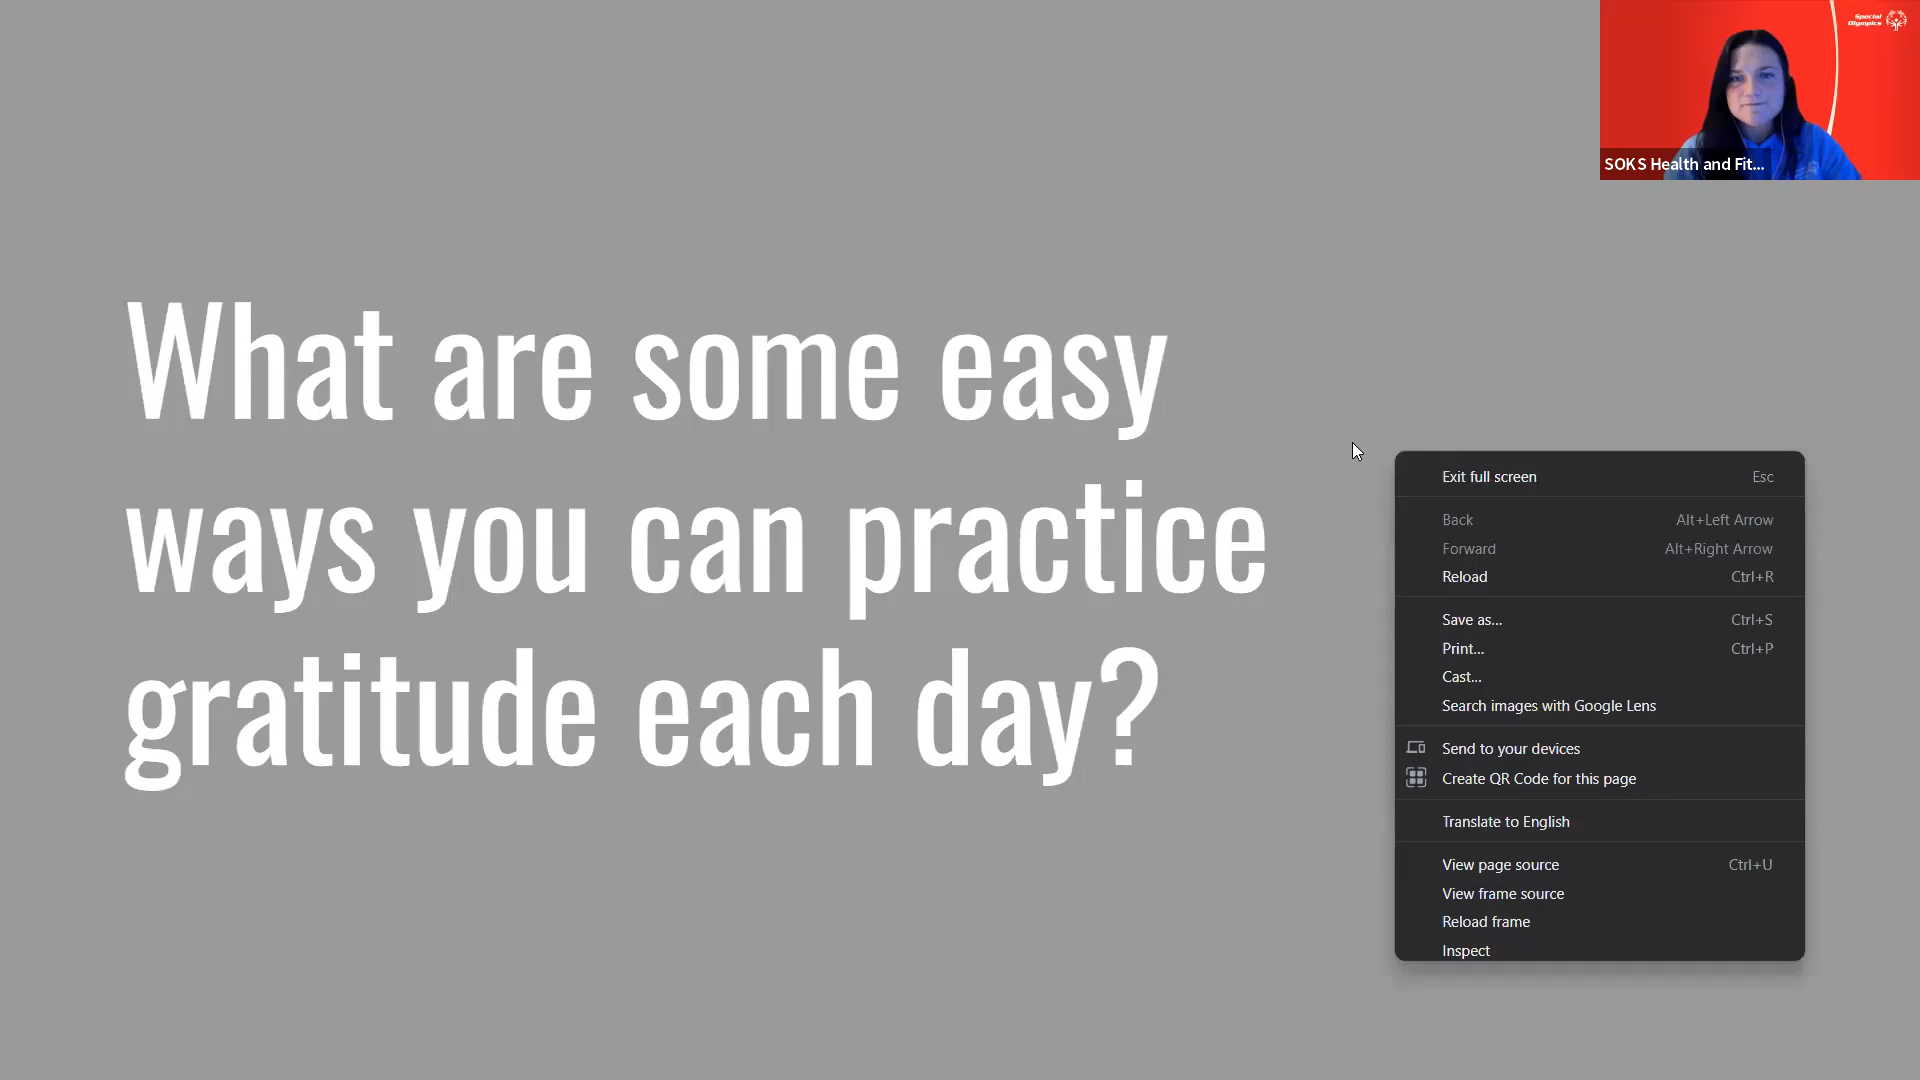 Special
Olympics
SOKS Health and Fit...
What are some easy
ways you can practice
gratitude each day?
Exit full screen Esc
Back Alt+Left Arrow
Forward Alt+Right Arrow
Reload Ctrl+R
Save as... Ctrl+S
Print... Ctrl+P
Cast...
Search images with Google Lens
Send to your devices
Create QR Code for this page
Translate to English
View page source Ctrl+U
View frame source
Reload frame
Inspect